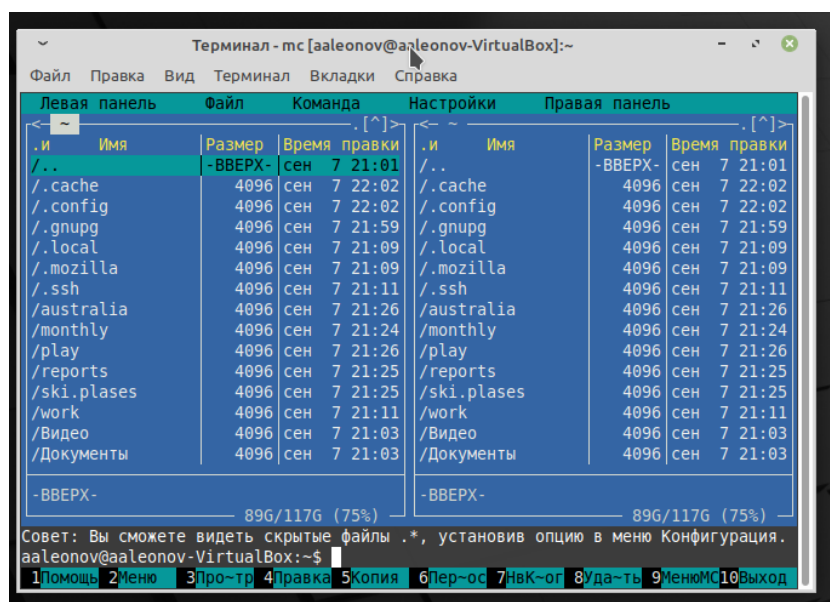 Терминал - mc [aaleonov@aaleonov-VirtualBox]:~
Файл Правка Вид Терминал Вкладки Справка
Левая панель Файл Команда Настройки Правая панель
<- ~ .[^]> <- ~ .[^]>
.и Имя Размер Время правки .и Имя Размер Время правки
/.. -ВВЕРХ- сен 7 21:01 /.. -ВВЕРХ- сен 7 21:01
/.cache 4096 сен 7 22:02 /.cache 4096 сен 7 22:02
/.config 4096 сен 7 22:02 /.config 4096 сен 7 22:02
/.gnupg 4096 сен 7 21:59 /.gnupg 4096 сен 7 21:59
/.local 4096 сен 7 21:09 /.local 4096 сен 7 21:09
/.mozilla 4096 сен 7 21:09 /.mozilla 4096 сен 7 21:09
/.ssh 4096 сен 7 21:11 /.ssh 4096 сен 7 21:11
/australia 4096 сен 7 21:26 /australia 4096 сен 7 21:26
/monthly 4096 сен 7 21:24 /monthly 4096 сен 7 21:24
/play 4096 сен 7 21:26 /play 4096 сен 7 21:26
/reports 4096 сен 7 21:25 /reports 4096 сен 7 21:25
/ski.plases 4096 сен 7 21:25 /ski.plases 4096 сен 7 21:25
/work 4096 сен 7 21:11 /work 4096 сен 7 21:11
/Видео 4096 сен 7 21:03 /Видео 4096 сен 7 21:03
/Документы 4096 сен 7 21:03 /Документы 4096 сен 7 21:03
-ВВЕРХ- -ВВЕРХ-
89G/117G (75%) 89G/117G (75%)
Совет: Вы сможете видеть скрытые файлы .*, установив опцию в меню Конфигурация.
aaleonov@aaleonov-VirtualBox:~$
1Помощь 2Меню 3Про~тр 4Правка 5Копия 6Пер~ос 7НвК~ог 8Уда~ть 9МенюМС 10Выход